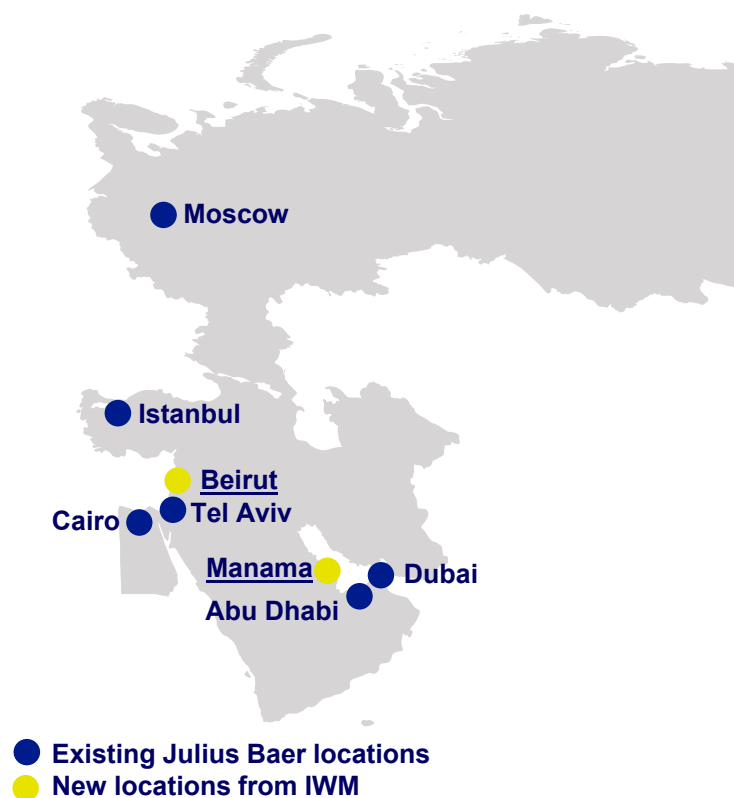 Moscow
Istanbul
Beirut
Tel Aviv
Cairo
Manama
Dubai
Abu Dhabi
Existing Julius Baer locations
New locations from IWM